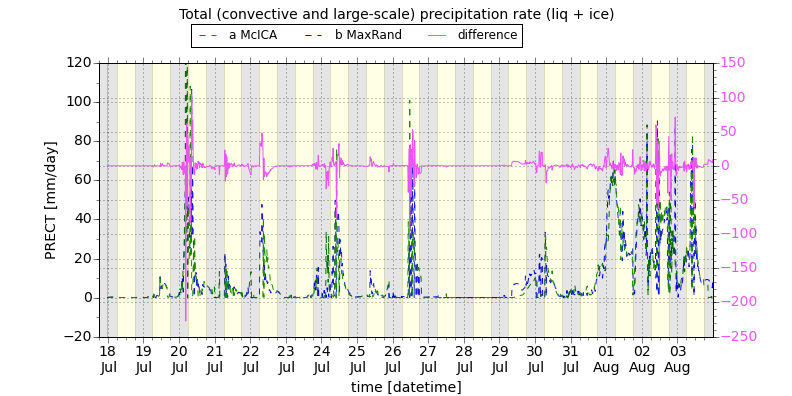 Total (convective and large-scale) precipitation rate (liq + ice)
a McICA b MaxRand difference
PRECT [mm/day]
120
100
80
60
40
20
0
−20
150
100
50
0
−50
−100
−150
−200
−250
18 19 20 21 22 23 24 25 26 27 28 29 30 31 01 02 03
Jul Jul Jul Jul Jul Jul Jul Jul Jul Jul Jul Jul Jul Jul Aug Aug Aug
time [datetime]